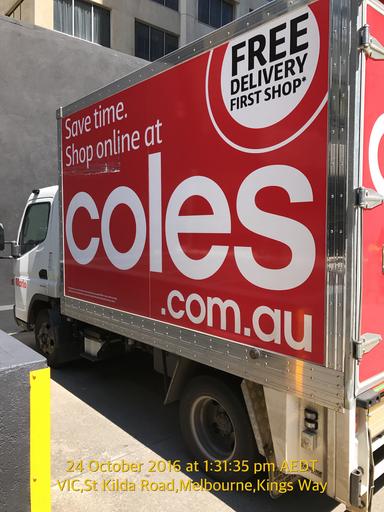 FREE
DELIVERY
FIRST SHOP*
Save time.
Shop online at
coles
.com.au
24 October 2016 at 1:31:35 pm AEDT
VIC,St Kilda Road,Melbourne,Kings Way